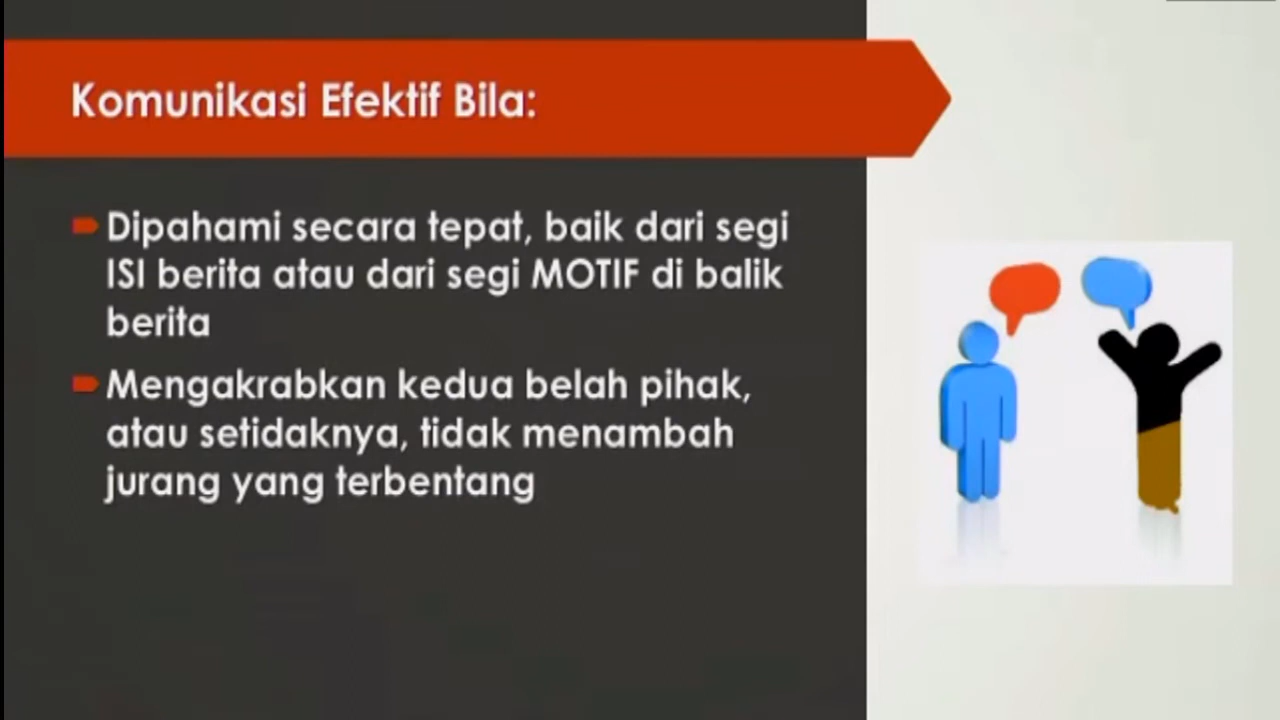 Komunikasi Efektif Bila:
Dipahami secara tepat, baik dari segi
ISI berita atau dari segi MOTIF di balik
berita
Mengakrabkan kedua belah pihak,
atau setidaknya, tidak menambah
jurang yang terbentang